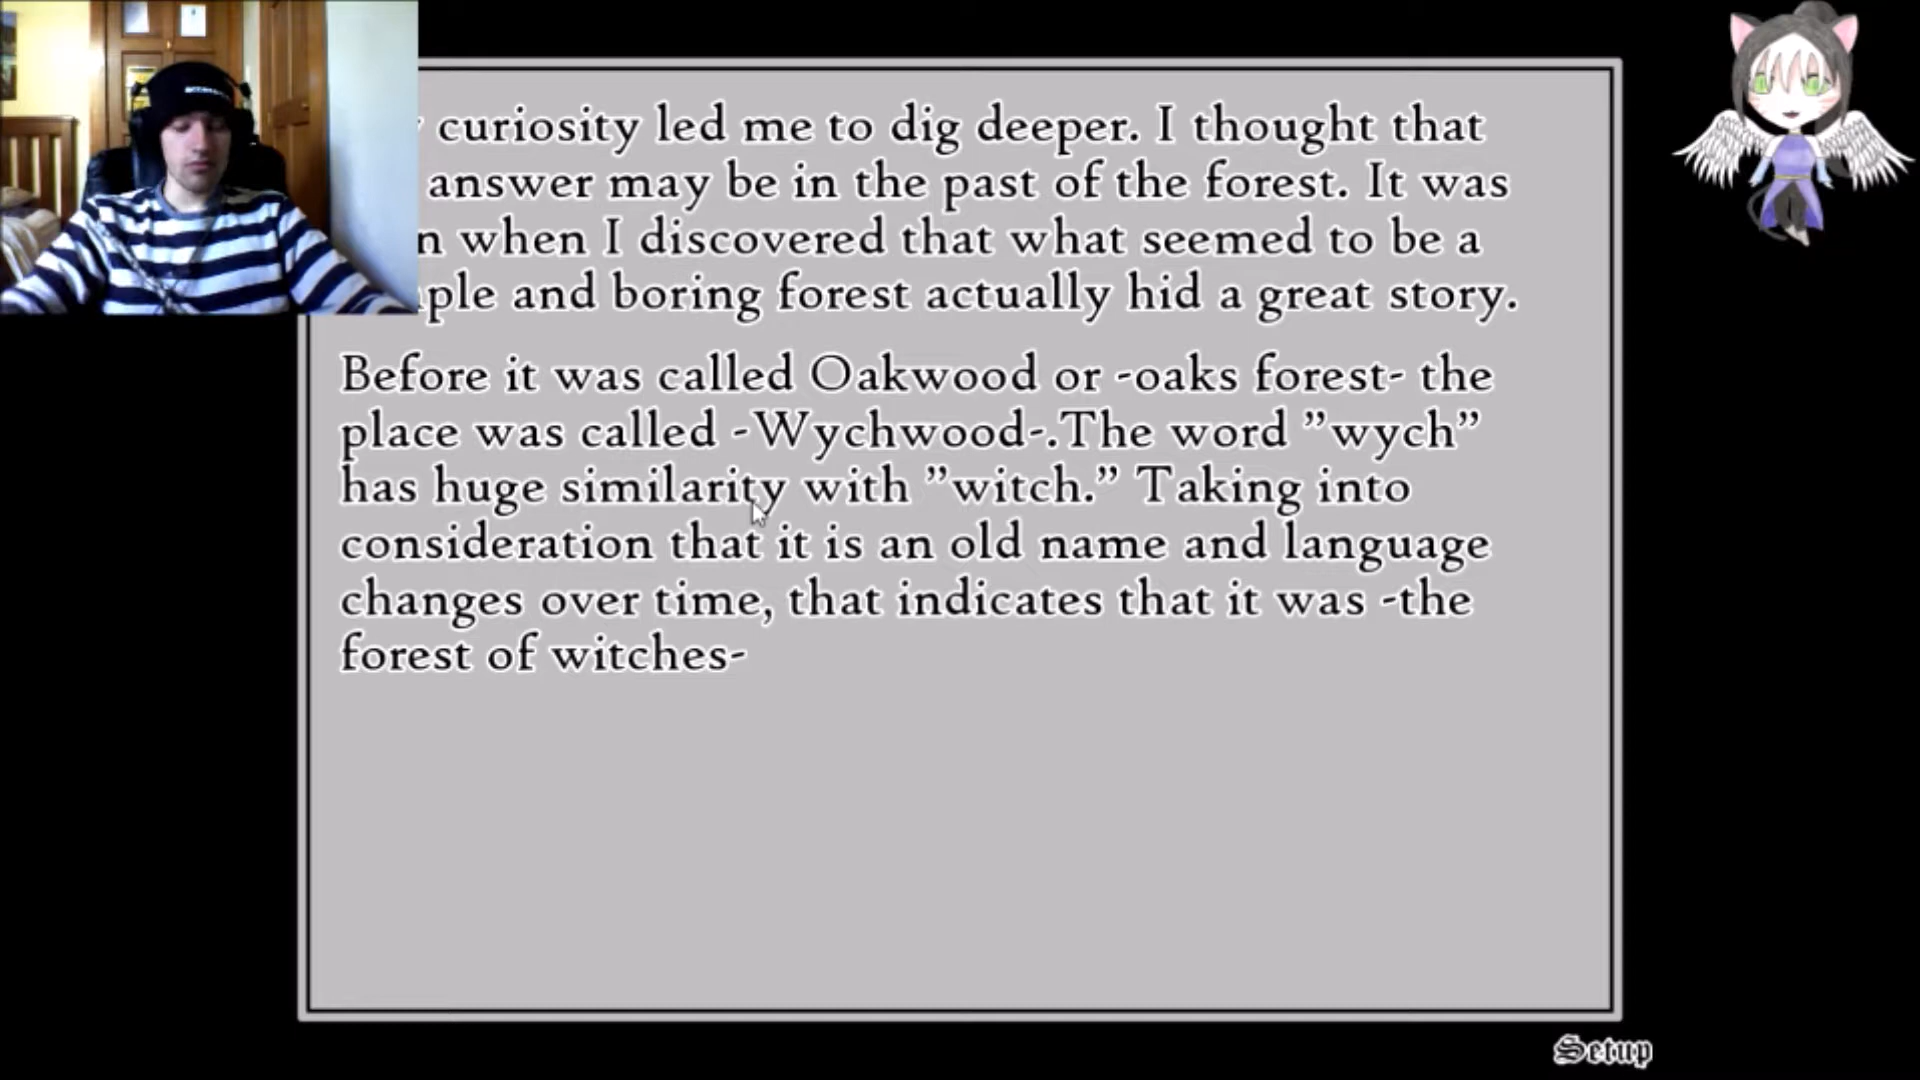 curiosity led me to dig deeper. I thought that
answer may be in the past of the forest. It was
when I discovered that what seemed to be a
and boring forest actually hid a great story.
Before it was called Oakwood or -oaks forest- the
place was called -Wychwood-.The word ”wych”
has huge similarity with ”witch.” Taking into
consideration that it is an old name and language
changes over time, that indicates that it was -the
forest of witches-
Setup